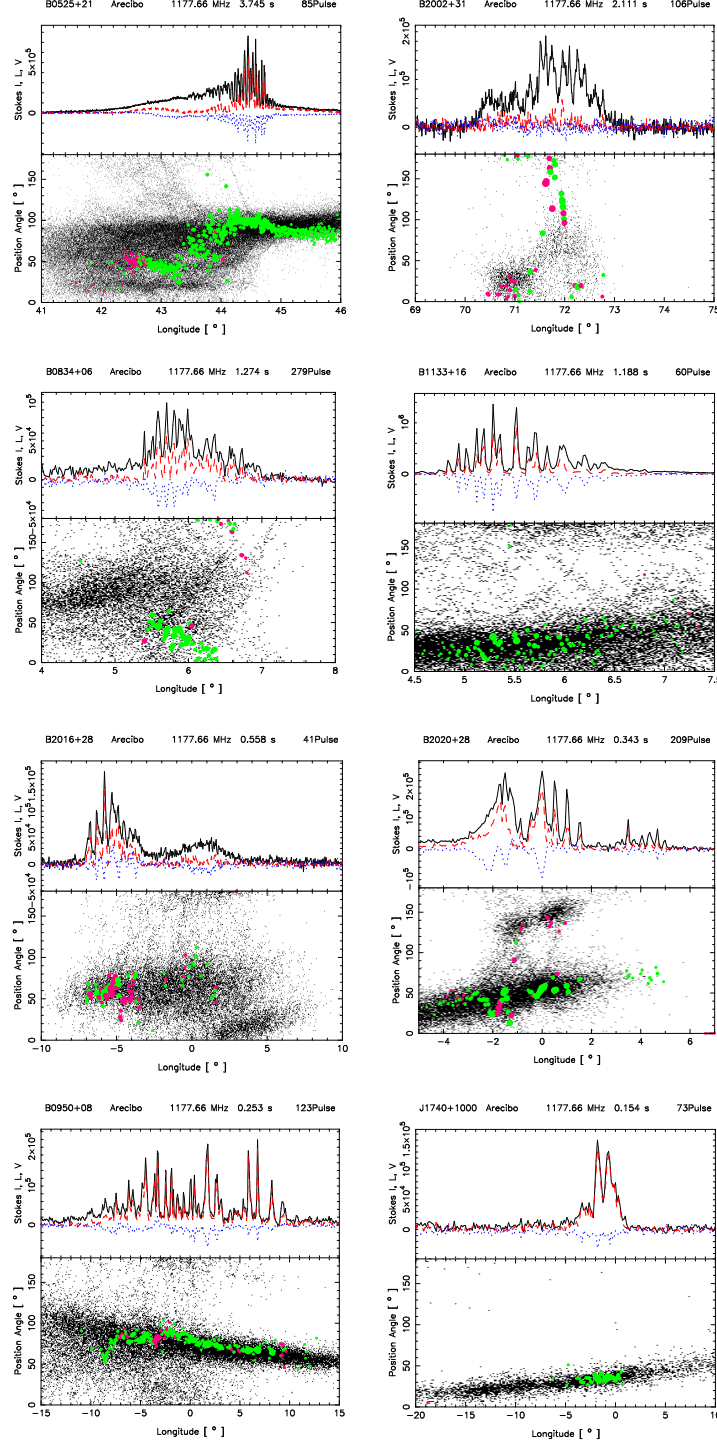 B0525+21 Arecibo 1177.66 MHz 3.745 s 85Pulse
Stokes I, L, V
0 5×10⁵
Position Angle [ ° ]
0 50 100 150
41 42 43 44 45 46
Longitude [ ° ]
B2002+31 Arecibo 1177.66 MHz 2.111 s 106Pulse
Stokes I, L, V
0 10⁵ 2×10⁵
Position Angle [ ° ]
0 50 100 150
69 70 71 72 73 74 75
Longitude [ ° ]
B0834+06 Arecibo 1177.66 MHz 1.274 s 279Pulse
Stokes I, L, V
-5×10⁴ 0 5×10⁴ 10⁵
Position Angle [ ° ]
0 50 100 150
4 5 6 7 8
Longitude [ ° ]
B1133+16 Arecibo 1177.66 MHz 1.188 s 60Pulse
Stokes I, L, V
0 10⁶
Position Angle [ ° ]
0 50 100 150
4.5 5 5.5 6 6.5 7 7.5
Longitude [ ° ]
B2016+28 Arecibo 1177.66 MHz 0.558 s 41Pulse
Stokes I, L, V
-5×10⁴ 0 5×10⁴ 10⁵ 1.5×10⁵
Position Angle [ ° ]
0 50 100 150
-10 -5 0 5 10
Longitude [ ° ]
B2020+28 Arecibo 1177.66 MHz 0.343 s 209Pulse
Stokes I, L, V
-10⁵ 0 10⁵ 2×10⁵
Position Angle [ ° ]
0 50 100 150
-4 -2 0 2 4 6
Longitude [ ° ]
B0950+08 Arecibo 1177.66 MHz 0.253 s 123Pulse
Stokes I, L, V
0 10⁵ 2×10⁵
Position Angle [ ° ]
0 50 100 150
-15 -10 -5 0 5 10 15
Longitude [ ° ]
J1740+1000 Arecibo 1177.66 MHz 0.154 s 73Pulse
Stokes I, L, V
0 5×10⁴ 10⁵ 1.5×10⁵
Position Angle [ ° ]
0 50 100 150
-20 -15 -10 -5 0 5 10
Longitude [ ° ]